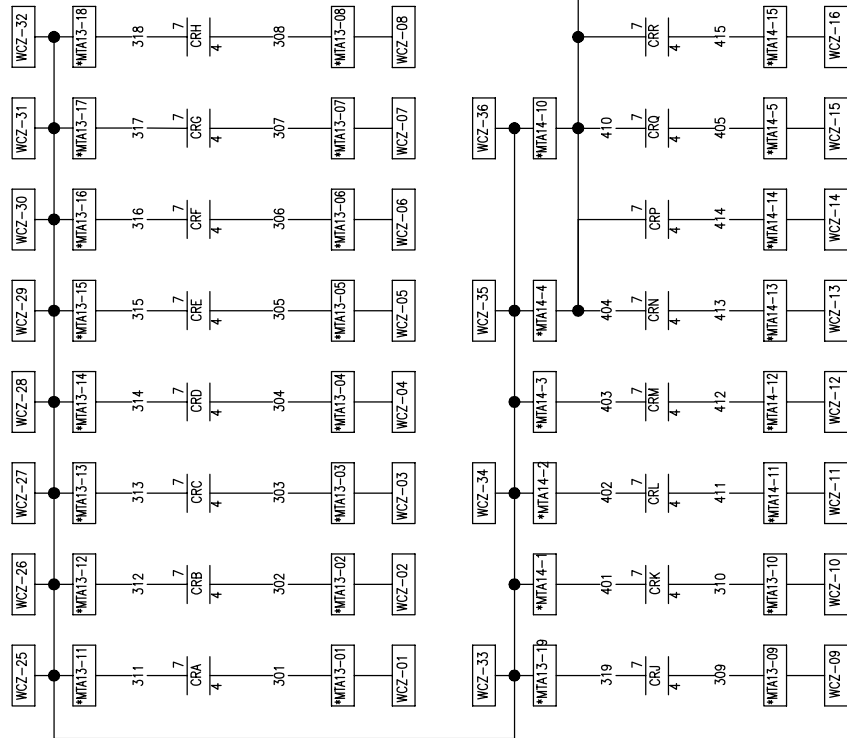 WCZ-32 *MTA13-18 318 7 CRH 4 308 *MTA13-08 WCZ-08
WCZ-31 *MTA13-17 317 7 CRG 4 307 *MTA13-07 WCZ-07
WCZ-30 *MTA13-16 316 7 CRF 4 306 *MTA13-06 WCZ-06
WCZ-29 *MTA13-15 315 7 CRE 4 305 *MTA13-05 WCZ-05
WCZ-28 *MTA13-14 314 7 CRD 4 304 *MTA13-04 WCZ-04
WCZ-27 *MTA13-13 313 7 CRC 4 303 *MTA13-03 WCZ-03
WCZ-26 *MTA13-12 312 7 CRB 4 302 *MTA13-02 WCZ-02
WCZ-25 *MTA13-11 311 7 CRA 4 301 *MTA13-01 WCZ-01
7 CRR 4 415 *MTA14-15 WCZ-16
WCZ-36 *MTA14-10 410 7 CRQ 4 405 *MTA14-5 WCZ-15
7 CRP 4 414 *MTA14-14 WCZ-14
WCZ-35 *MTA14-4 404 7 CRN 4 413 *MTA14-13 WCZ-13
*MTA14-3 403 7 CRM 4 412 *MTA14-12 WCZ-12
WCZ-34 *MTA14-2 402 7 CRL 4 411 *MTA14-11 WCZ-11
*MTA14-1 401 7 CRK 4 310 *MTA13-10 WCZ-10
WCZ-33 *MTA13-19 319 7 CRJ 4 309 *MTA13-09 WCZ-09